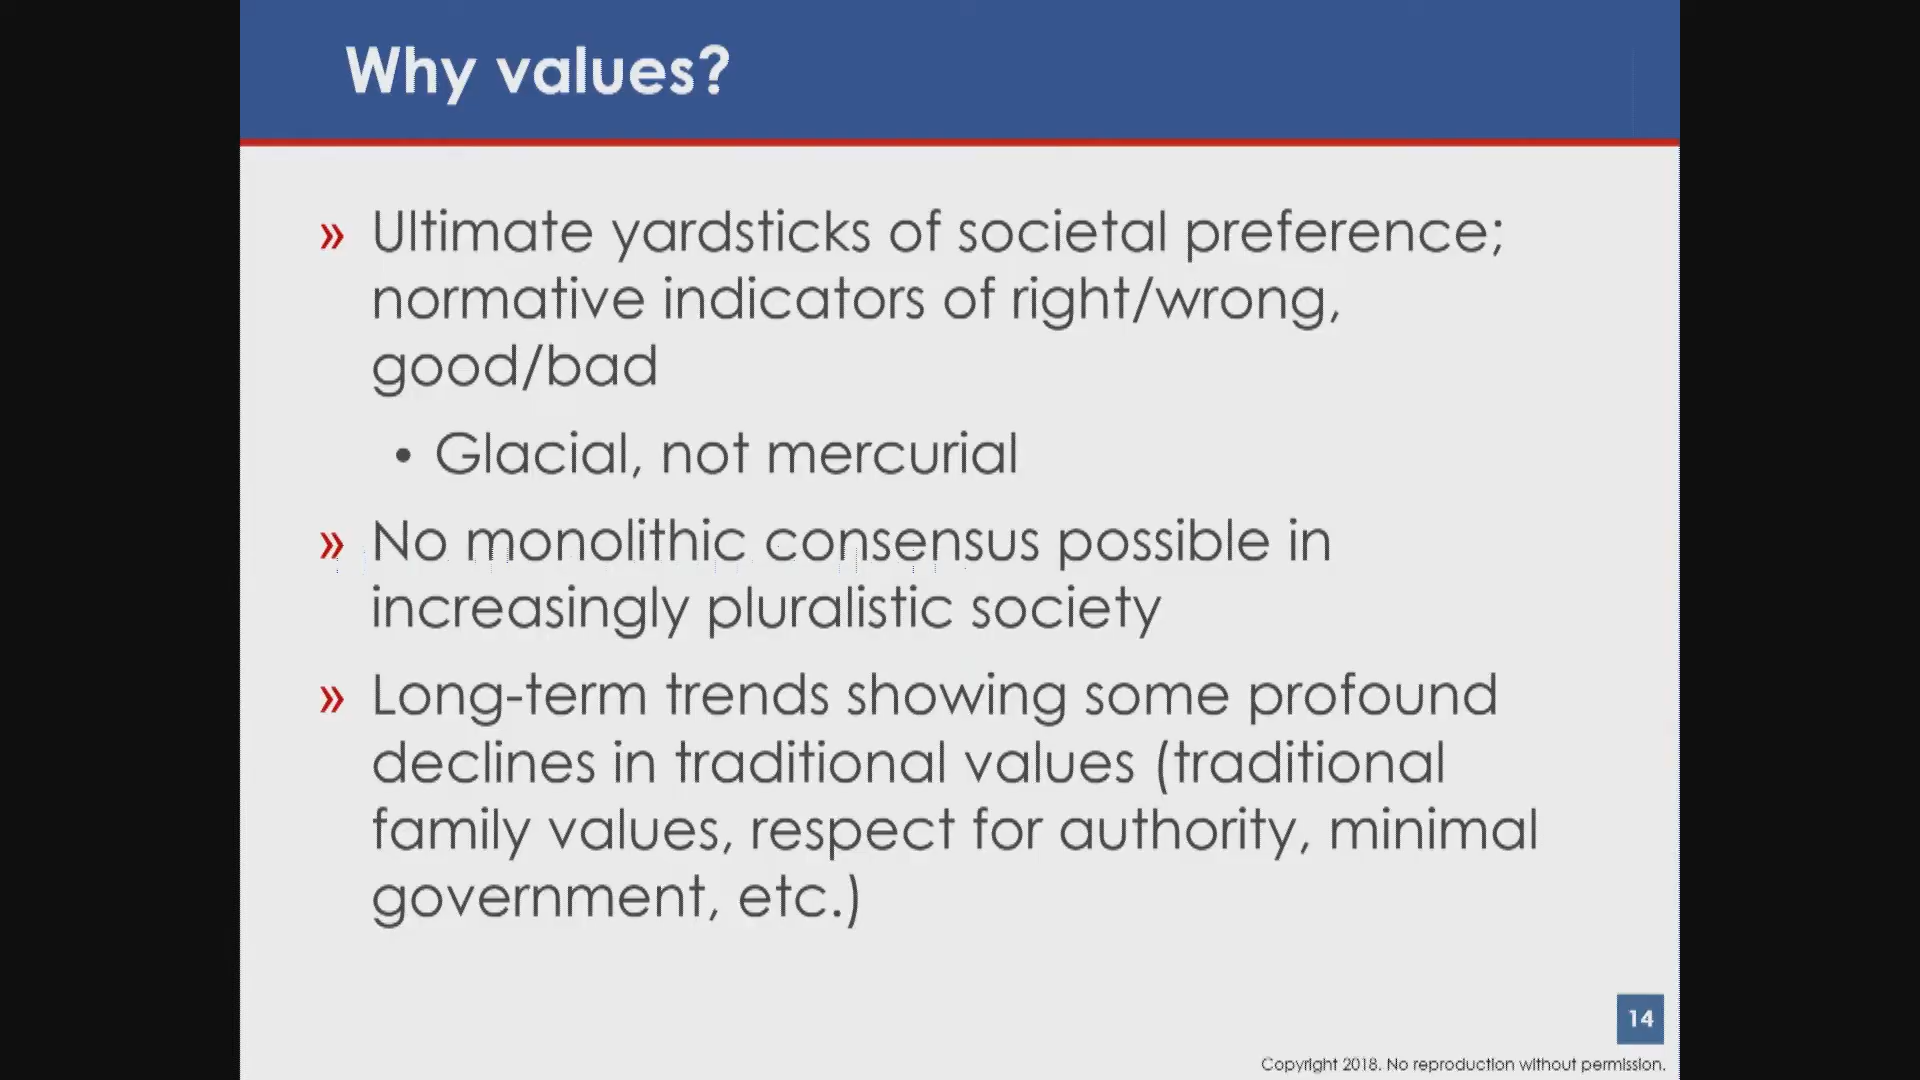 Why values?
» Ultimate yardsticks of societal preference;
normative indicators of right/wrong,
good/bad
• Glacial, not mercurial
» No monolithic consensus possible in
increasingly pluralistic society
» Long-term trends showing some profound
declines in traditional values (traditional
family values, respect for authority, minimal
government, etc.)
14
Copyright 2018. No reproduction without permission.